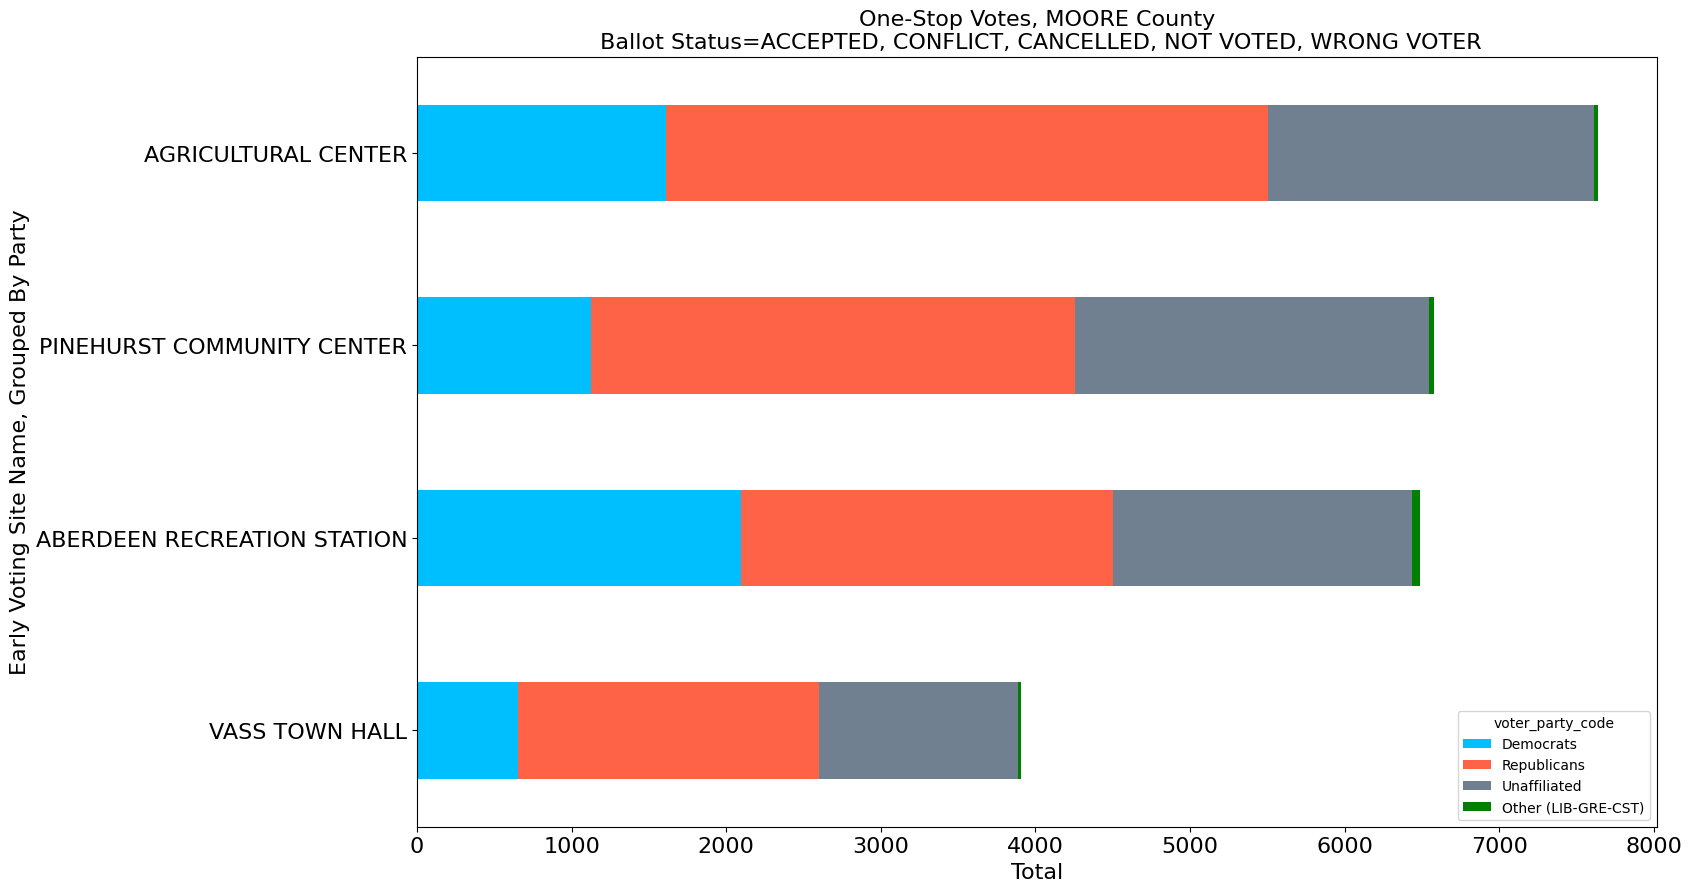 One-Stop Votes, MOORE County
Ballot Status=ACCEPTED, CONFLICT, CANCELLED, NOT VOTED, WRONG VOTER
Early Voting Site Name, Grouped By Party
AGRICULTURAL CENTER
PINEHURST COMMUNITY CENTER
ABERDEEN RECREATION STATION
VASS TOWN HALL
voter_party_code
Democrats
Republicans
Unaffiliated
Other (LIB-GRE-CST)
0 1000 2000 3000 4000 5000 6000 7000 8000
Total